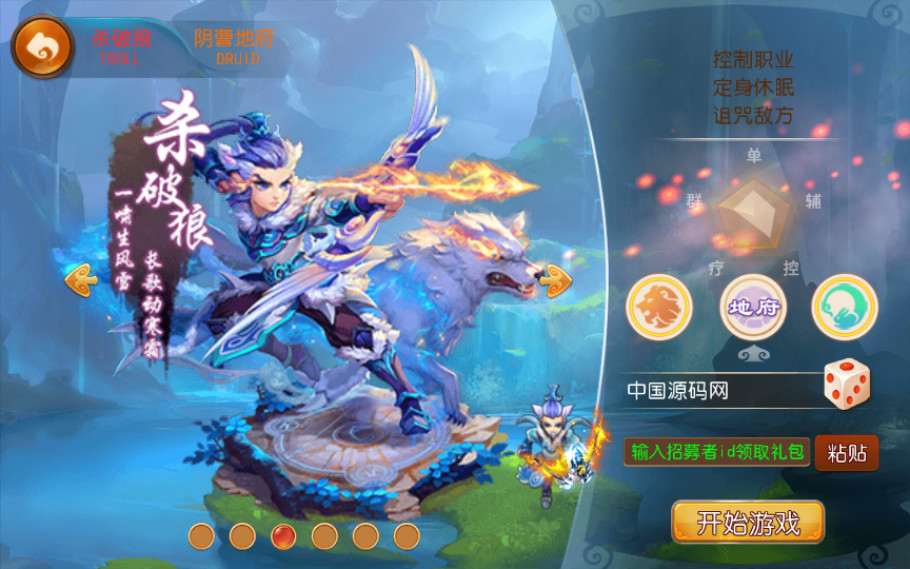 杀破狼
阴曹地府
DRUID
杀破狼
一啸生风雪
长歌动寒霜
控制职业
定身休眠
诅咒敌方
单
群
辅
疗
控
地府
中国源码网
输入招募者id领取礼包
粘贴
开始游戏